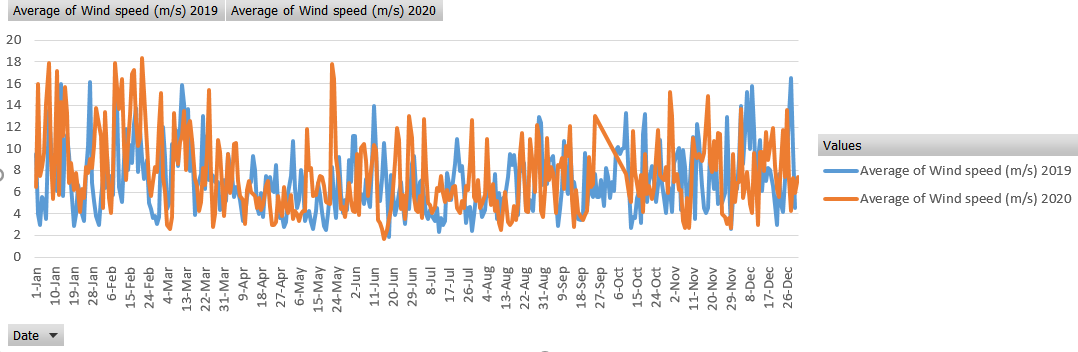 Average of Wind speed (m/s) 2019 Average of Wind speed (m/s) 2020
20
18
16
14
12
10
8
6
4
2
0
1-Jan 10-Jan 19-Jan 28-Jan 6-Feb 15-Feb 24-Feb 4-Mar 13-Mar 22-Mar 31-Mar 9-Apr 18-Apr 27-Apr 6-May 15-May 24-May 2-Jun 11-Jun 20-Jun 29-Jun 8-Jul 17-Jul 26-Jul 4-Aug 13-Aug 22-Aug 31-Aug 9-Sep 18-Sep 27-Sep 6-Oct 15-Oct 24-Oct 2-Nov 11-Nov 20-Nov 29-Nov 8-Dec 17-Dec 26-Dec
Values
Average of Wind speed (m/s) 2019
Average of Wind speed (m/s) 2020
Date